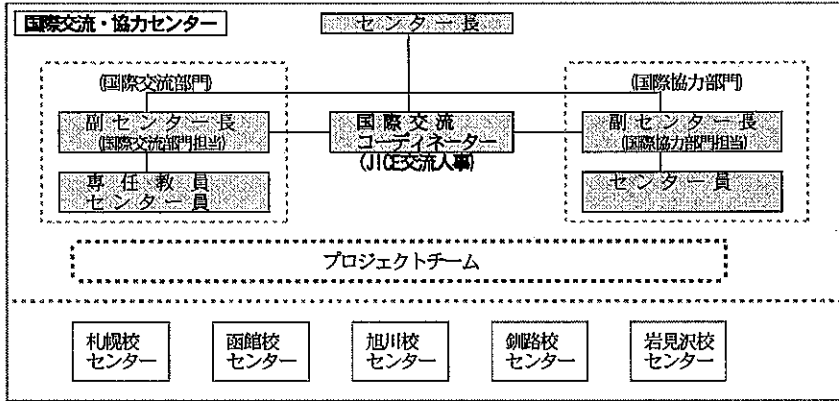 国際交流・協力センター
センター長
(国際交流部門)
(国際協力部門)
副センター長
(国際交流部門担当)
国際交流
コーディネーター
(JICE交流人事)
副センター長
(国際協力部門担当)
専任教員
センター員
センター員
プロジェクトチーム
札幌校
センター
函館校
センター
旭川校
センター
釧路校
センター
岩見沢校
センター